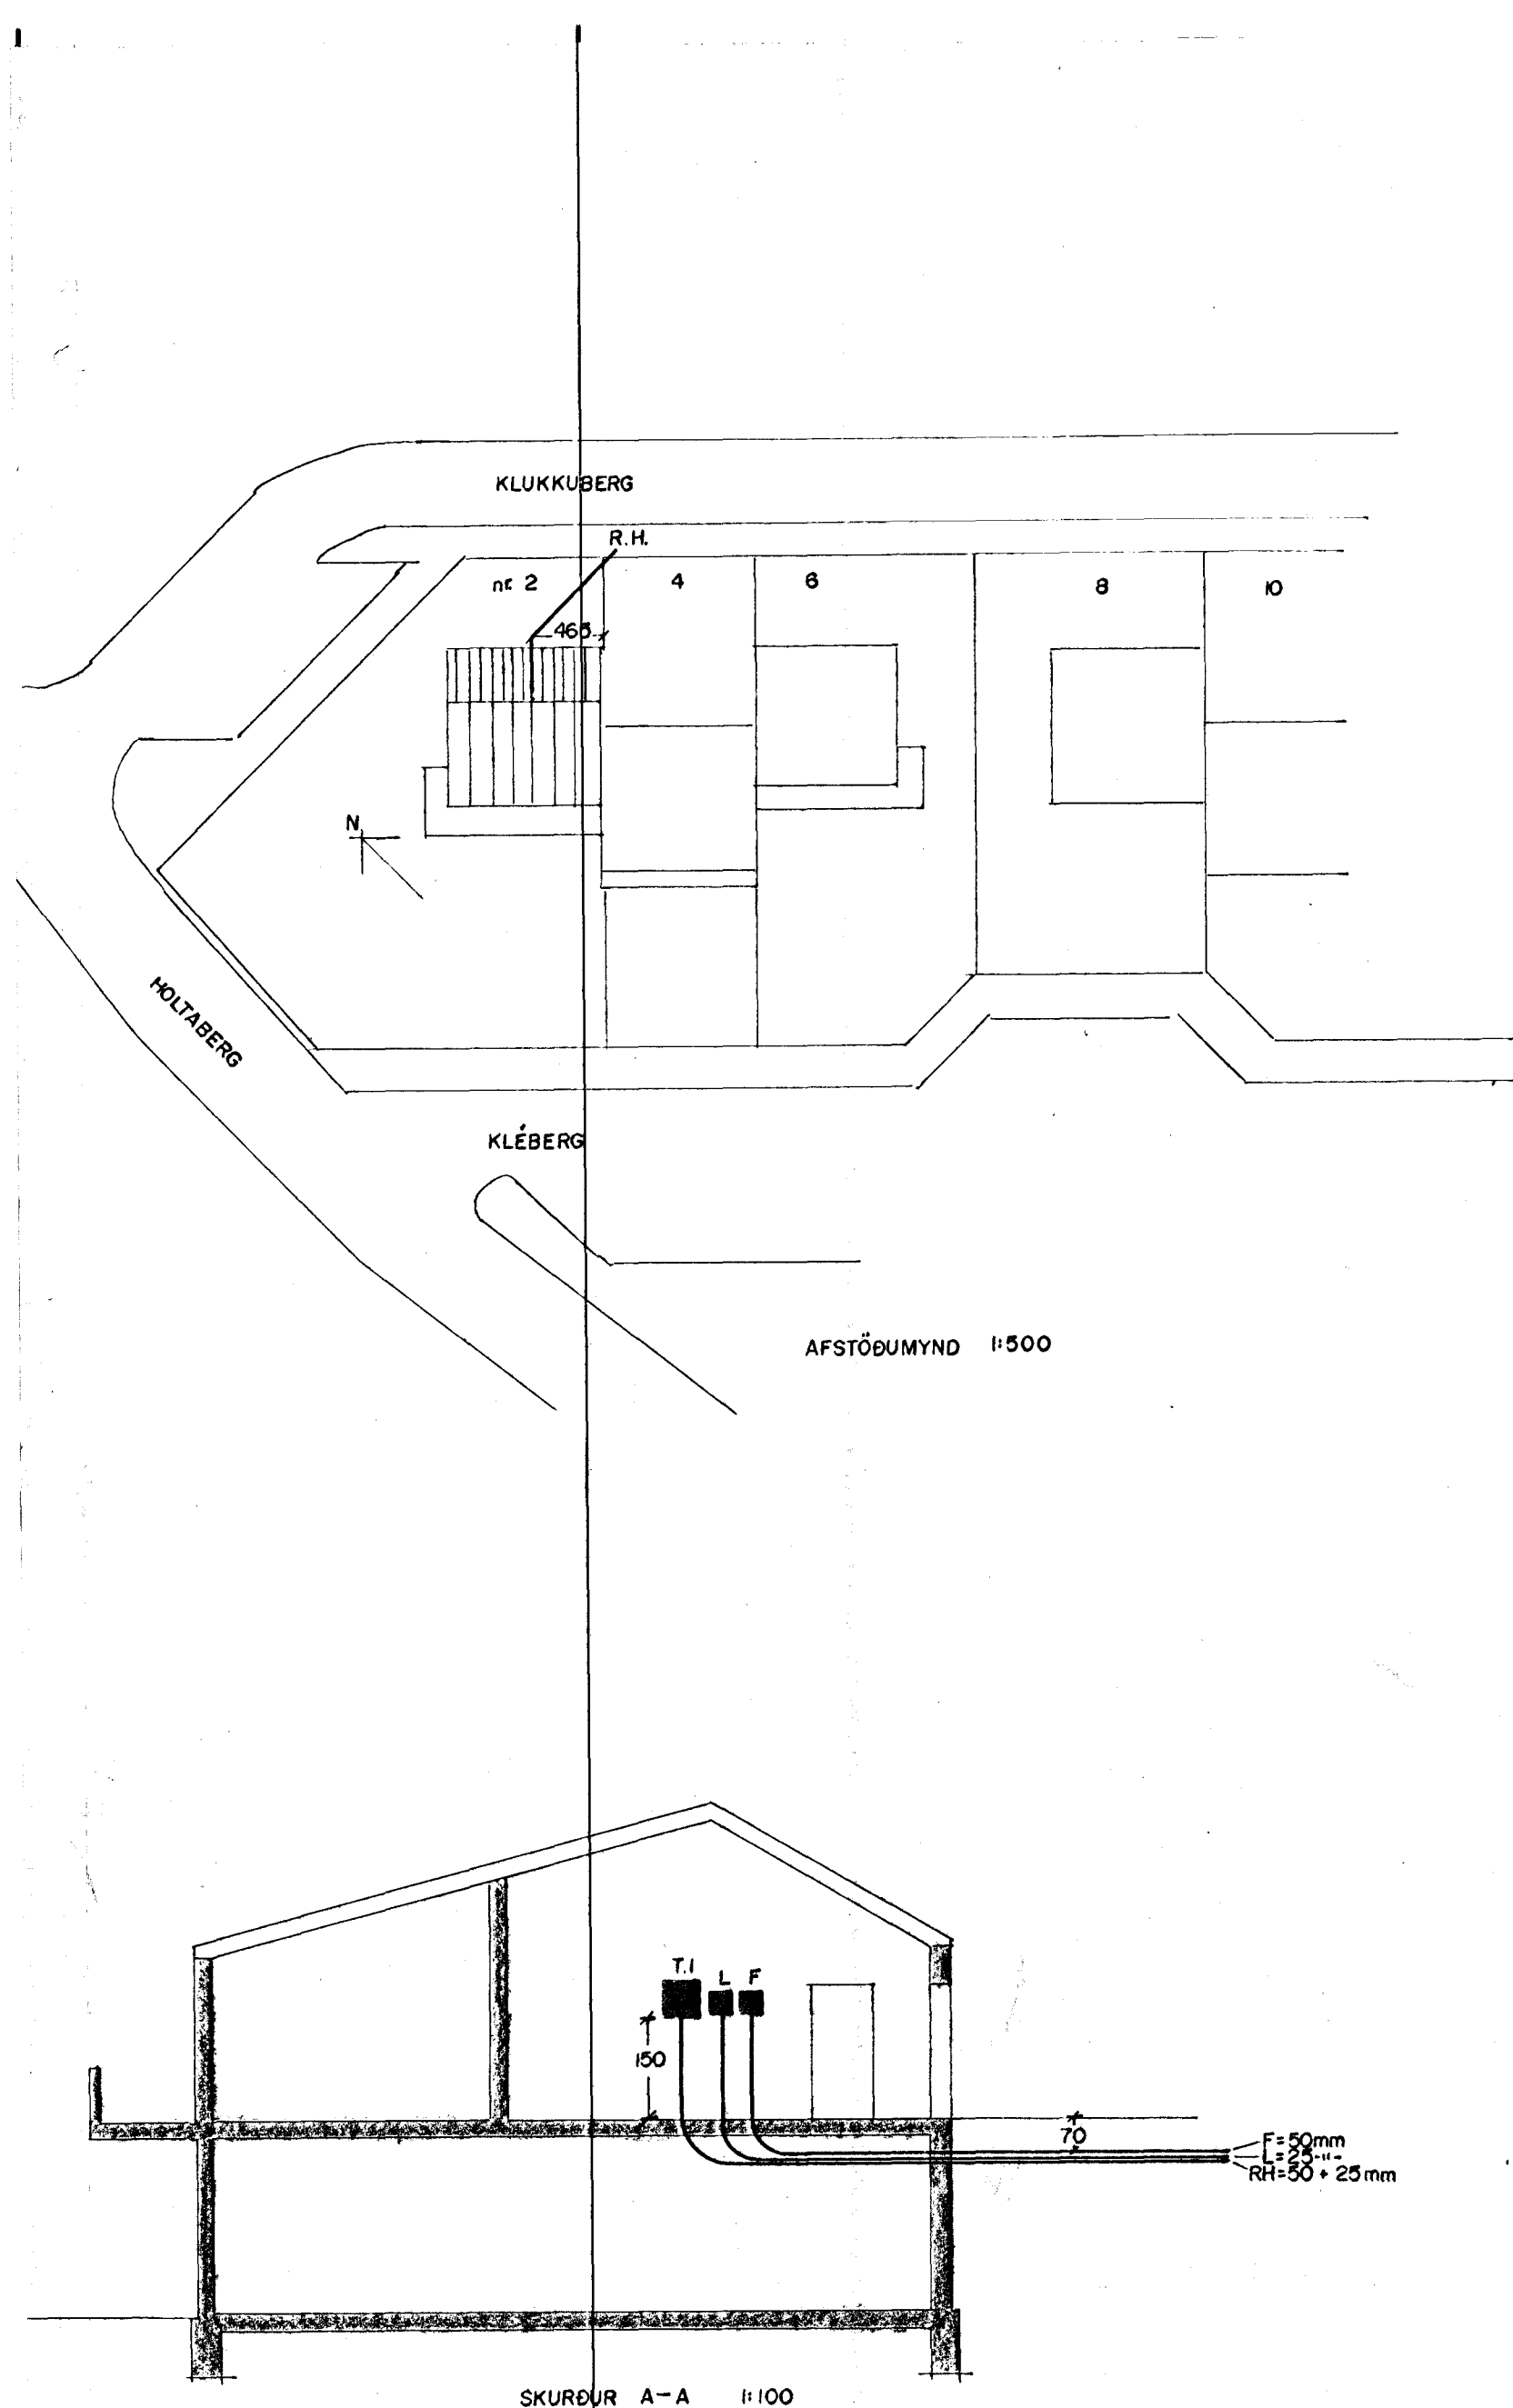 KLUKKUBERG
R.H.
nr. 2 4 6 8 10
465
N
HOLTABERG
KLÉBERG
AFSTÖÐUMYND 1:500
T.1 L F
150
70
F=50mm
L=25-"-
RH=50 + 25mm
SKURÐUR A-A 1:100